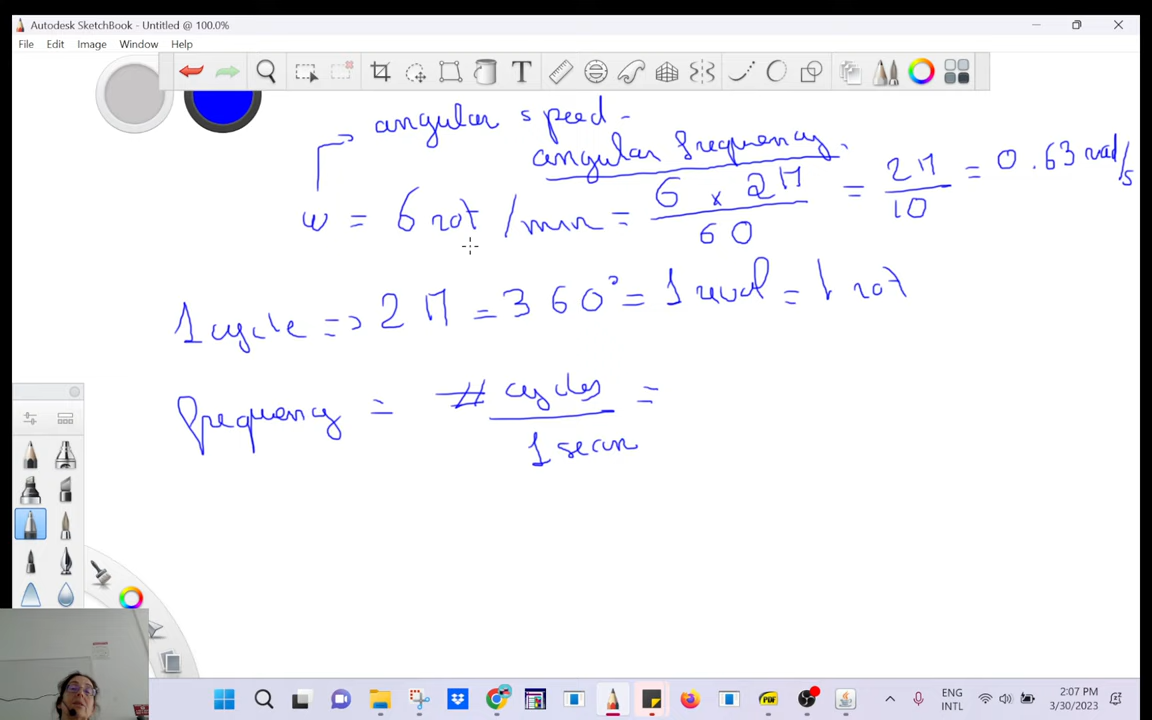 Autodesk SketchBook - Untitled @ 100.0%
File Edit Image Window Help
angular speed -
angular frequency.
ω = 6 rot /min = 6 x 2Π / 60 = 2Π / 10 = 0.63 rad/s
1 cycle => 2 Π = 360° = 1 revol = 1 rot
frequency = # cycles / 1 secon =
ENG
INTL
2:07 PM
3/30/2023